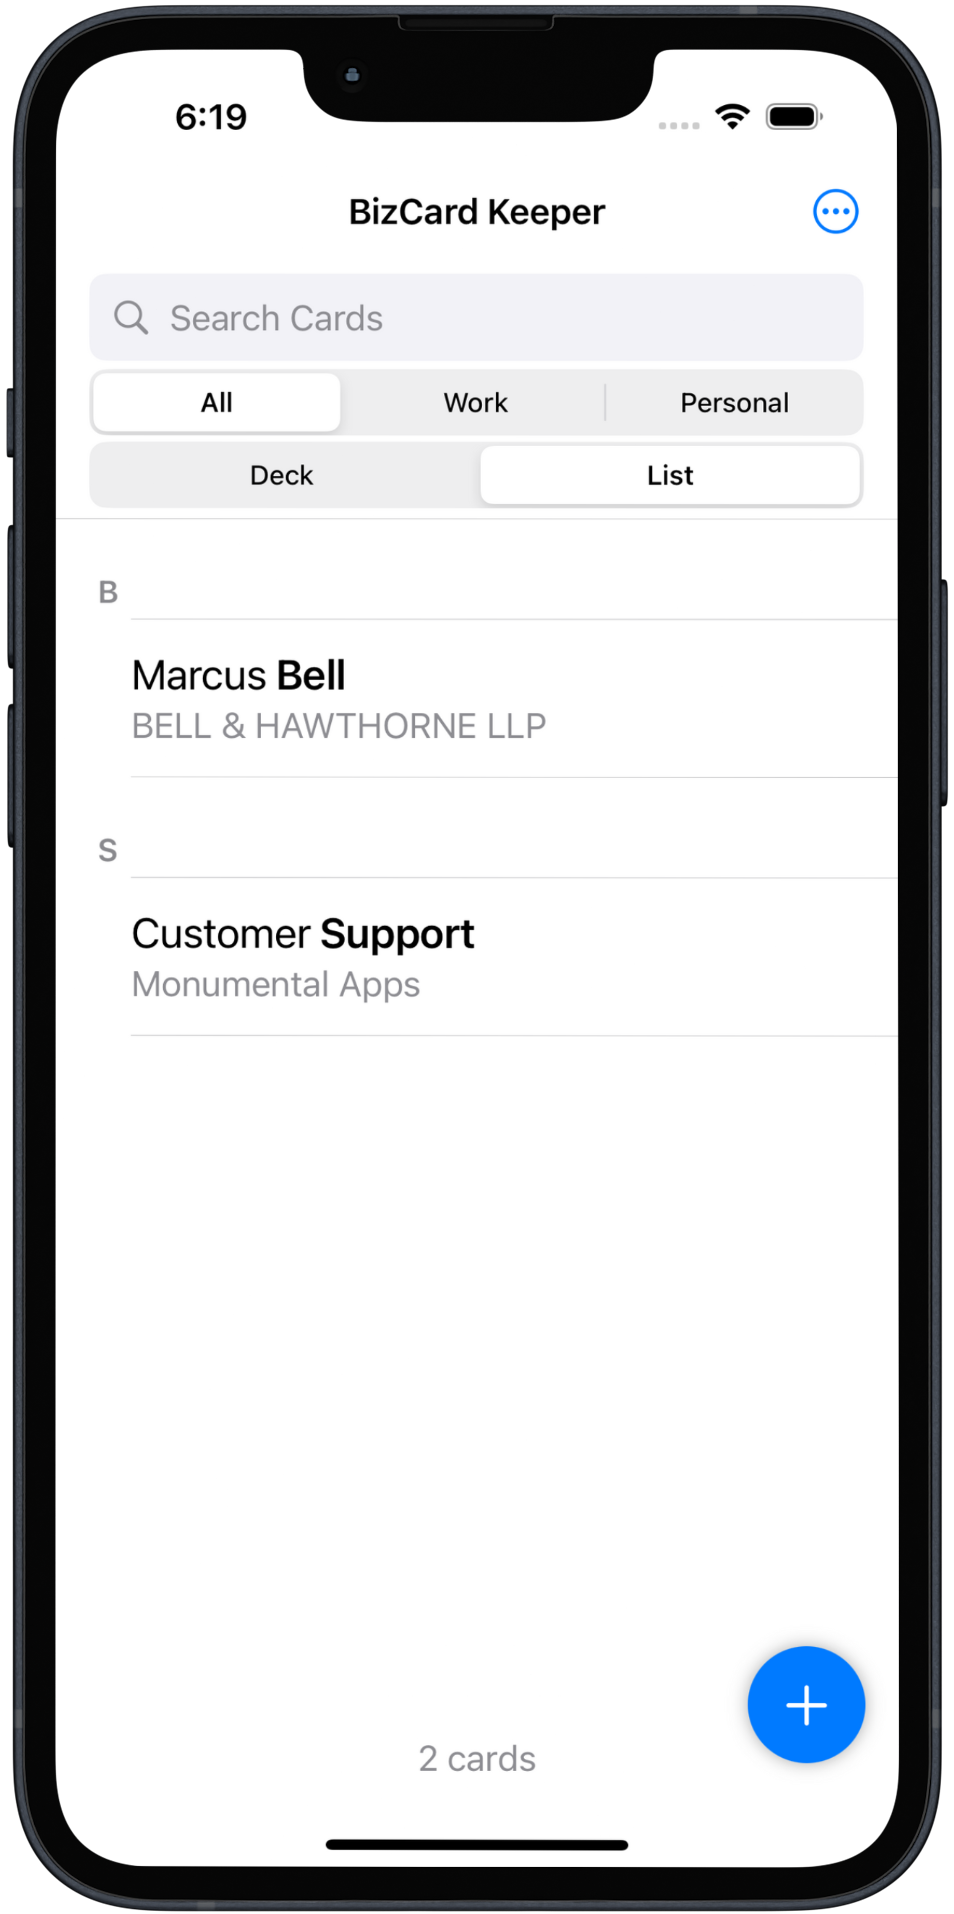 6:19
BizCard Keeper
Search Cards
All Work Personal
Deck List
B
Marcus Bell
BELL & HAWTHORNE LLP
S
Customer Support
Monumental Apps
2 cards